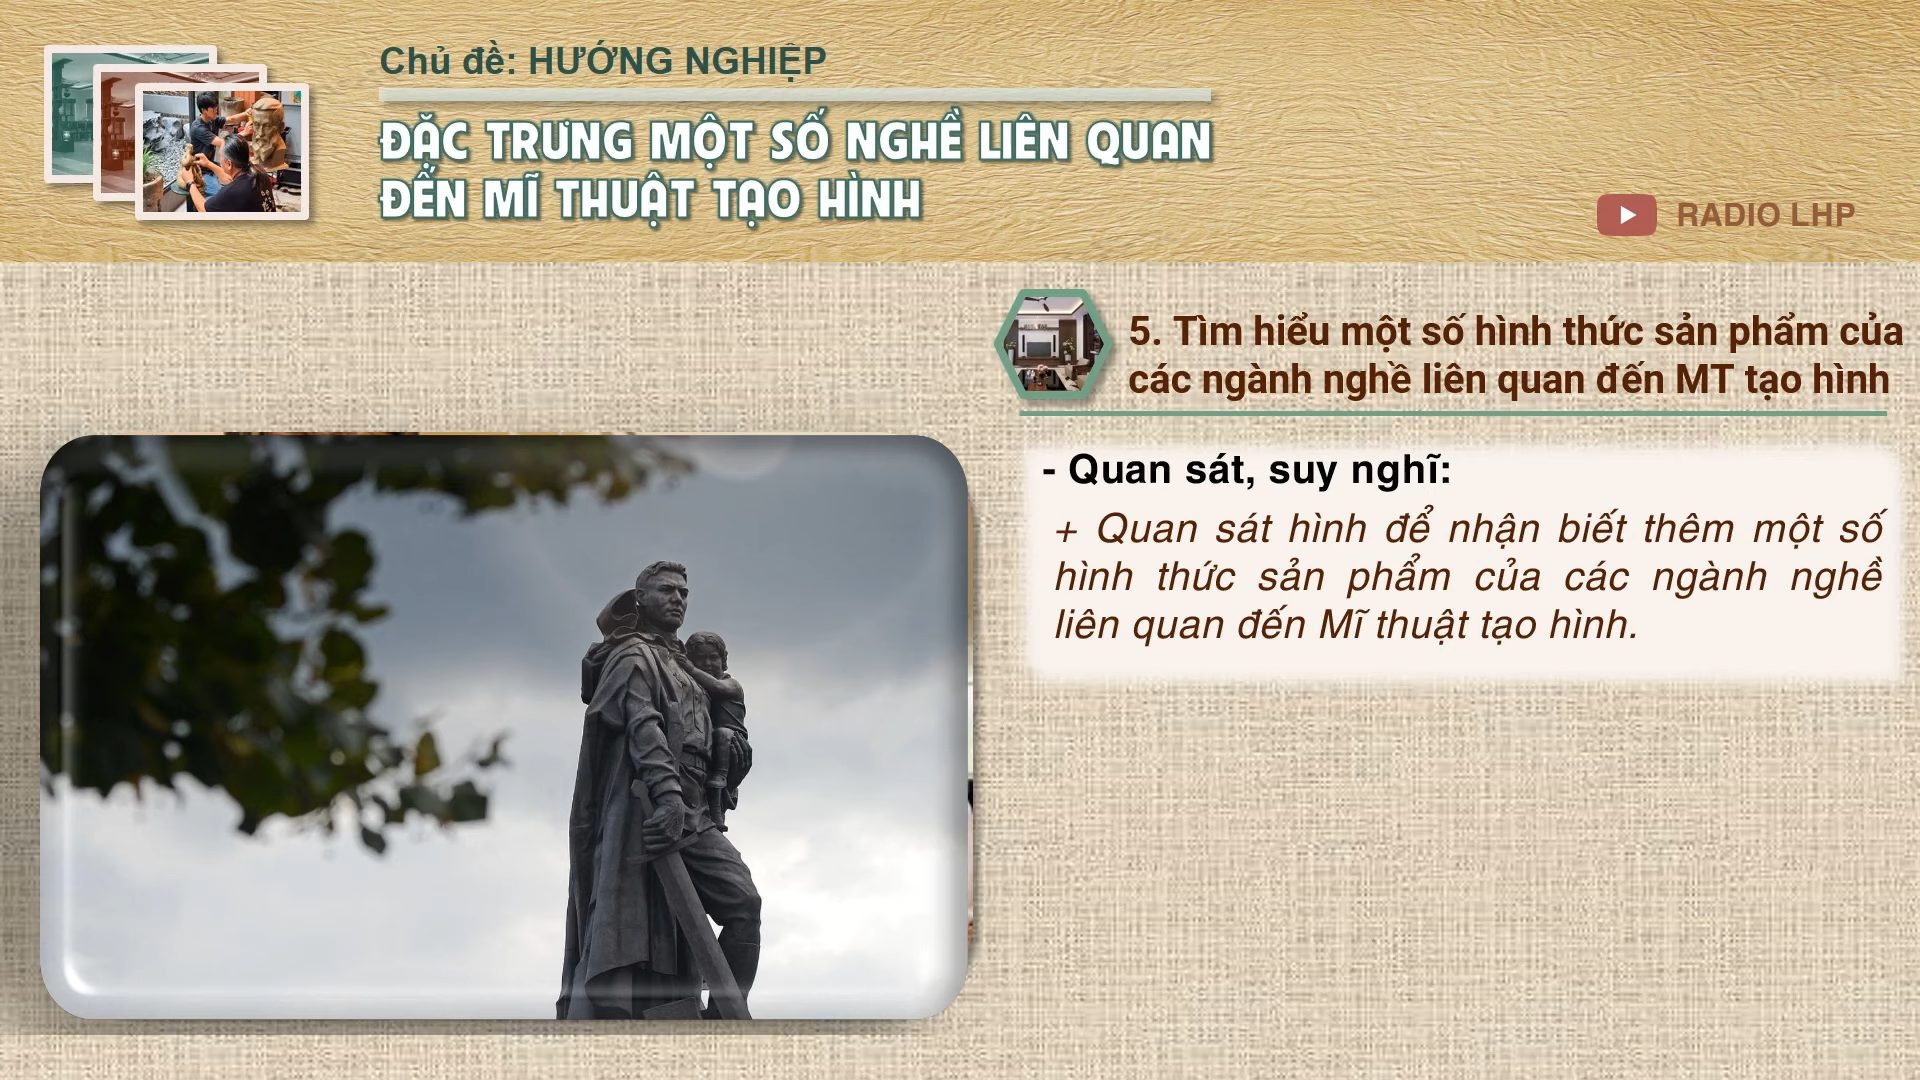 Chủ đề: HƯỚNG NGHIỆP
ĐẶC TRƯNG MỘT SỐ NGHỀ LIÊN QUAN
ĐẾN MĨ THUẬT TẠO HÌNH
RADIO LHP
5. Tìm hiểu một số hình thức sản phẩm của
các ngành nghề liên quan đến MT tạo hình
- Quan sát, suy nghĩ:
+ Quan sát hình để nhận biết thêm một số
hình thức sản phẩm của các ngành nghề
liên quan đến Mĩ thuật tạo hình.